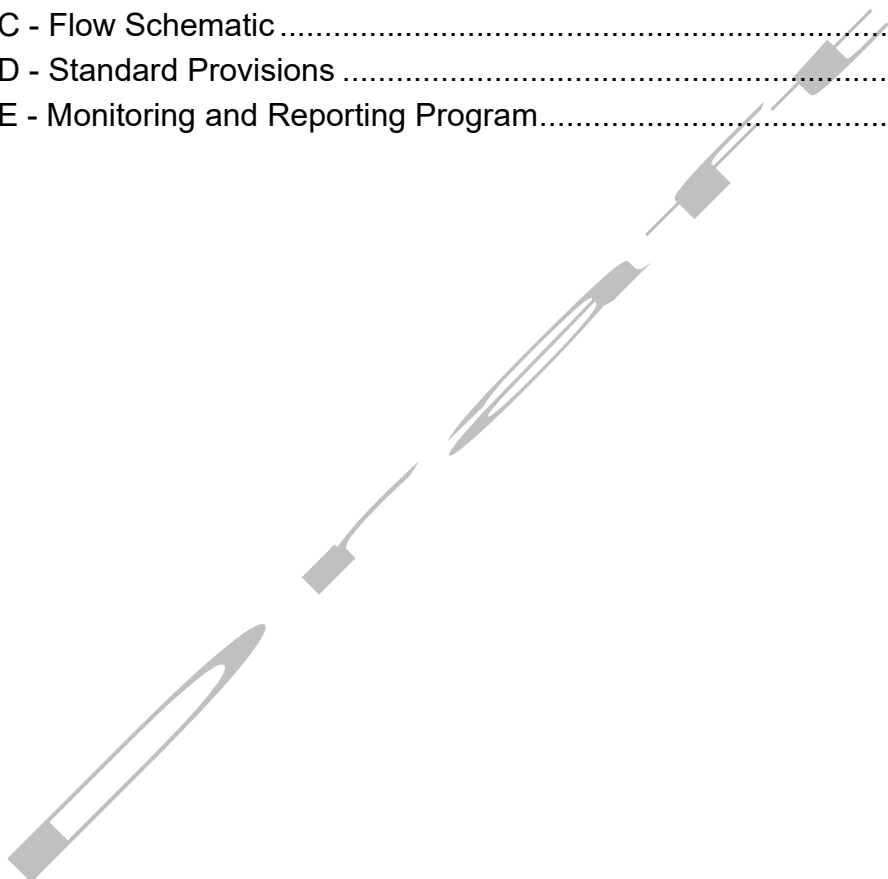 C - Flow Schematic ....................................................................
D - Standard Provisions .............................................................
E - Monitoring and Reporting Program.......................................